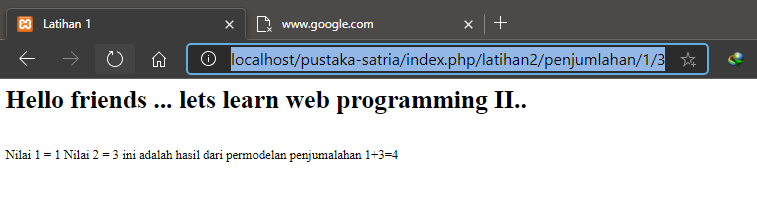 Latihan 1
www.google.com
localhost/pustaka-satria/index.php/latihan2/penjumlahan/1/3
Hello friends ... lets learn web programming II..
Nilai 1 = 1 Nilai 2 = 3 ini adalah hasil dari permodelan penjumalahan 1+3=4